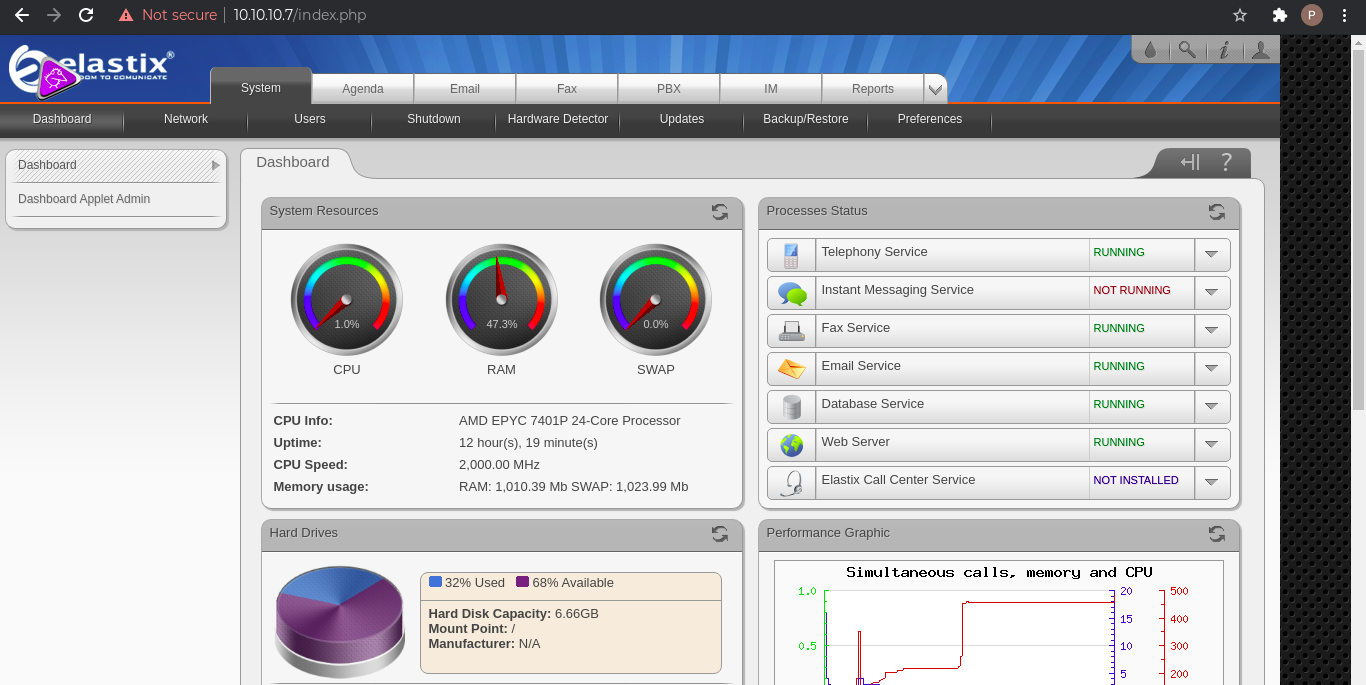 Not secure 10.10.10.7/index.php
P
elastix®
System Agenda Email Fax PBX IM Reports
Dashboard Network Users Shutdown Hardware Detector Updates Backup/Restore Preferences
Dashboard
Dashboard Applet Admin
Dashboard
?
System Resources
1.0% 47.3% 0.0%
CPU RAM SWAP
CPU Info: AMD EPYC 7401P 24-Core Processor
Uptime: 12 hour(s), 19 minute(s)
CPU Speed: 2,000.00 MHz
Memory usage: RAM: 1,010.39 Mb SWAP: 1,023.99 Mb
Processes Status
Telephony Service RUNNING
Instant Messaging Service NOT RUNNING
Fax Service RUNNING
Email Service RUNNING
Database Service RUNNING
Web Server RUNNING
Elastix Call Center Service NOT INSTALLED
Hard Drives
32% Used 68% Available
Hard Disk Capacity: 6.66GB
Mount Point: /
Manufacturer: N/A
Performance Graphic
Simultaneous calls, memory and CPU
1.0 20 500
15 400
0.5 10 300
5 200